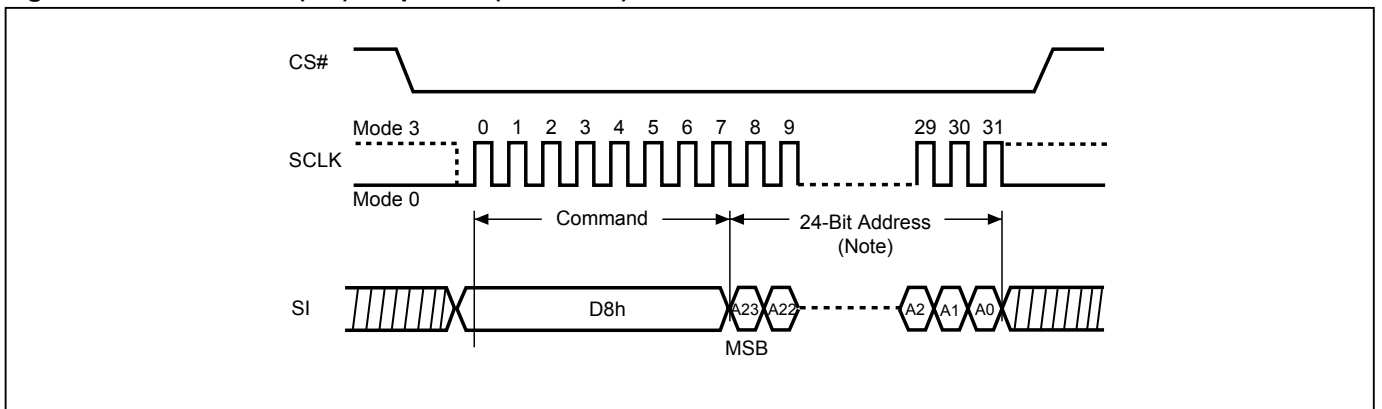 CS#
Mode 3
0 1 2 3 4 5 6 7 8 9 29 30 31
SCLK
Mode 0
Command
24-Bit Address
(Note)
SI
D8h
A23 A22 A2 A1 A0
MSB